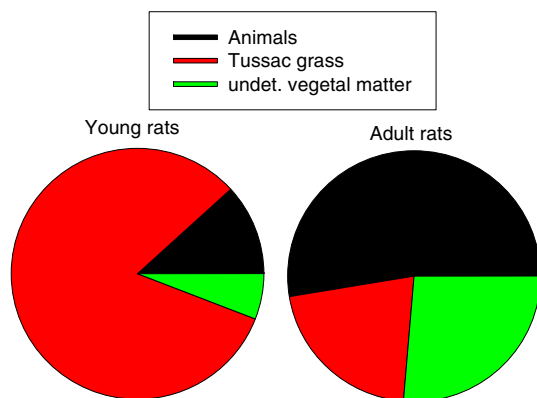 Animals
Tussac grass
undet. vegetal matter
Young rats
Adult rats